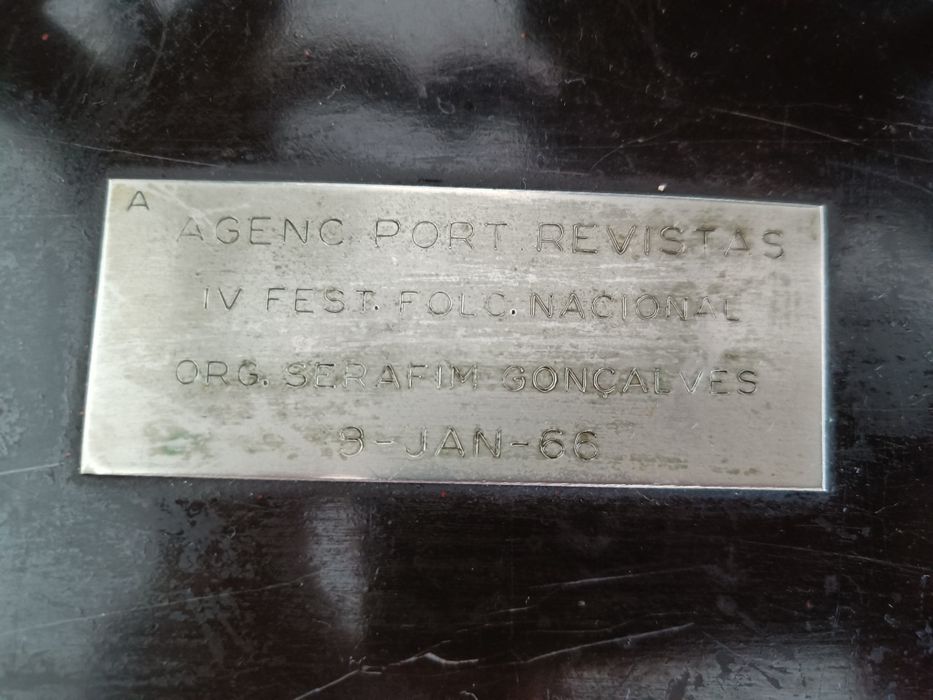 A
AGENC. PORT. REVISTAS
IV FEST. FOLC. NACIONAL
ORG. SERAFIM GONÇALVES
8-JAN-66